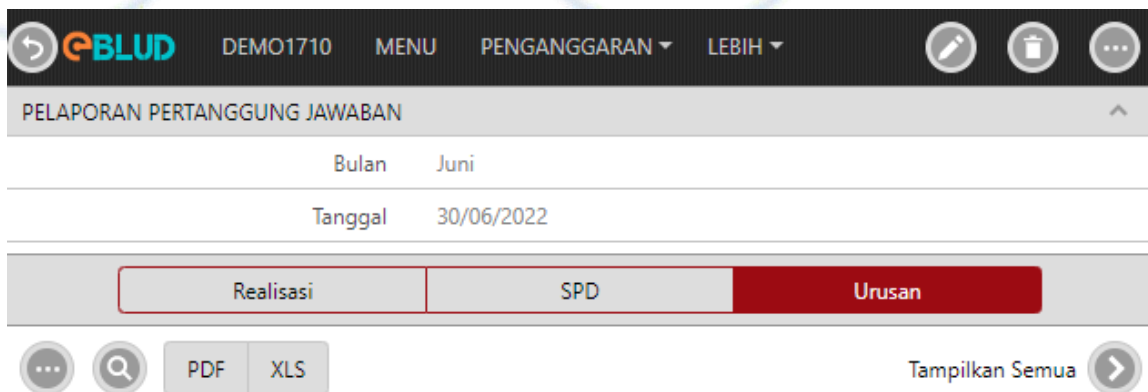 eBLUD DEMO1710 MENU PENGANGGARAN LEBIH
PELAPORAN PERTANGGUNG JAWABAN
Bulan Juni
Tanggal 30/06/2022
Realisasi SPD Urusan
PDF XLS Tampilkan Semua